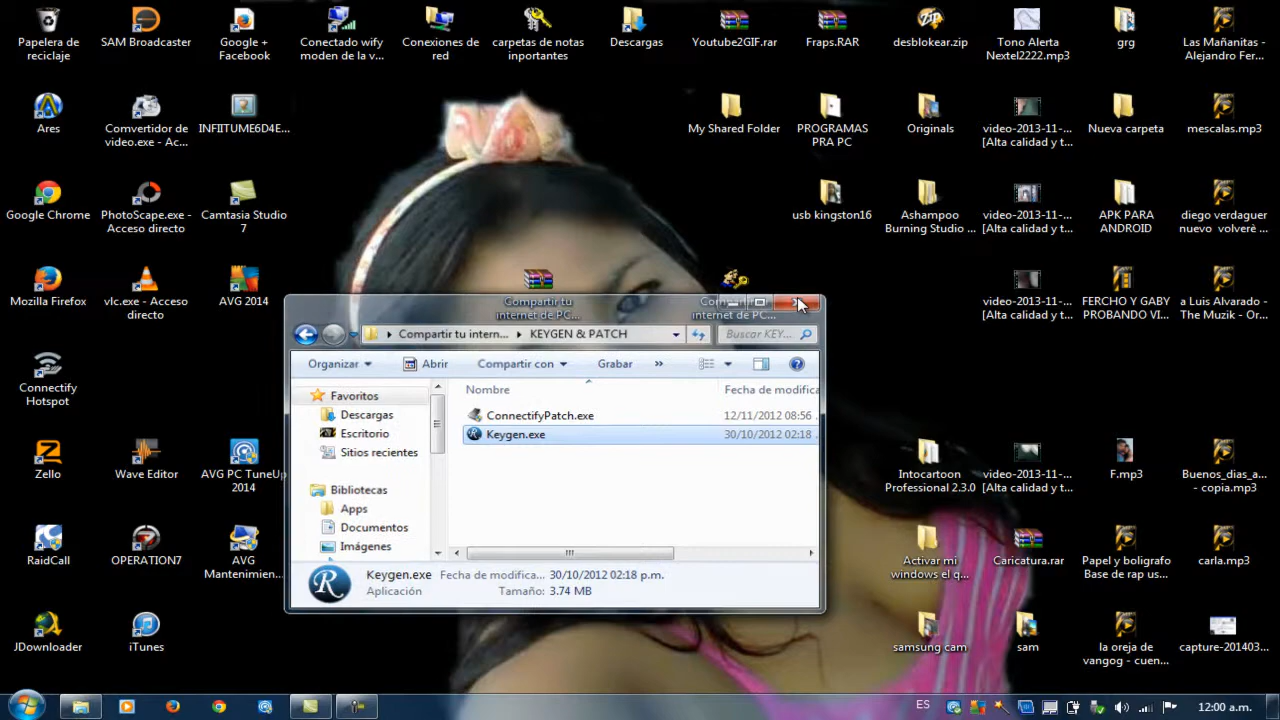 Papelera de
reciclaje
SAM Broadcaster
Google +
Facebook
Conectado wify
moden de la v...
Conexiones de
red
carpetas de notas
inportantes
Descargas
Youtube2GIF.rar
Fraps.RAR
desblokear.zip
Tono Alerta
Nextel2222.mp3
grg
Las Mañanitas -
Alejandro Fer...
Ares
Comvertidor de
video.exe - Ac...
INFIITUME6D4E...
My Shared Folder
PROGRAMAS
PRA PC
Originals
video-2013-11-...
[Alta calidad y t...
Nueva carpeta
mescalas.mp3
Google Chrome
PhotoScape.exe -
Acceso directo
Camtasia Studio
7
usb kingston16
Ashampoo
Burning Studio ...
video-2013-11-...
[Alta calidad y t...
APK PARA
ANDROID
diego verdaguer
nuevo volverè ...
Mozilla Firefox
vlc.exe - Acceso
directo
AVG 2014
Compartir tu
internet de PC...
internet de PC...
video-2013-11-...
[Alta calidad y t...
FERCHO Y GABY
PROBANDO VI...
a Luis Alvarado -
The Muzik - Or...
Compartir tu intern...
KEYGEN & PATCH
Buscar KEY...
Organizar
Abrir
Compartir con
Grabar
»
Connectify
Hotspot
Favoritos
Descargas
Escritorio
Sitios recientes
Bibliotecas
Apps
Documentos
Imágenes
Nombre
Fecha de modifica
ConnectifyPatch.exe
12/11/2012 08:56
Keygen.exe
30/10/2012 02:18
Keygen.exe
Fecha de modifica... 30/10/2012 02:18 p.m.
Aplicación
Tamaño: 3.74 MB
Zello
Wave Editor
AVG PC TuneUp
2014
Intocartoon
Professional 2.3.0
video-2013-11-...
[Alta calidad y t...
F.mp3
Buenos_dias_a...
- copia.mp3
RaidCall
OPERATION7
AVG
Mantenimien...
Activar mi
windows el q...
Caricatura.rar
Papel y boligrafo
Base de rap us...
carla.mp3
JDownloader
iTunes
samsung cam
sam
la oreja de
vangog - cuen...
capture-201403...
ES
12:00 a.m.